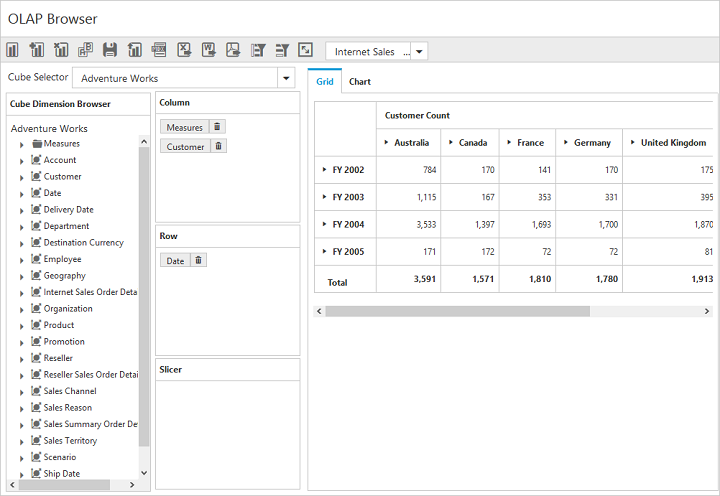 OLAP Browser
Internet Sales ...
Cube Selector Adventure Works
Cube Dimension Browser
Adventure Works
Measures
Account
Customer
Date
Delivery Date
Department
Destination Currency
Employee
Geography
Internet Sales Order Deta
Organization
Product
Promotion
Reseller
Reseller Sales Order Detai
Sales Channel
Sales Reason
Sales Summary Order De
Sales Territory
Scenario
Ship Date
Column
Measures
Customer
Row
Date
Slicer
Grid Chart
Customer Count
Australia Canada France Germany United Kingdom
FY 2002 784 170 141 170 175
FY 2003 1,115 167 353 331 395
FY 2004 3,533 1,397 1,693 1,700 1,870
FY 2005 171 172 72 72 81
Total 3,591 1,571 1,810 1,780 1,913